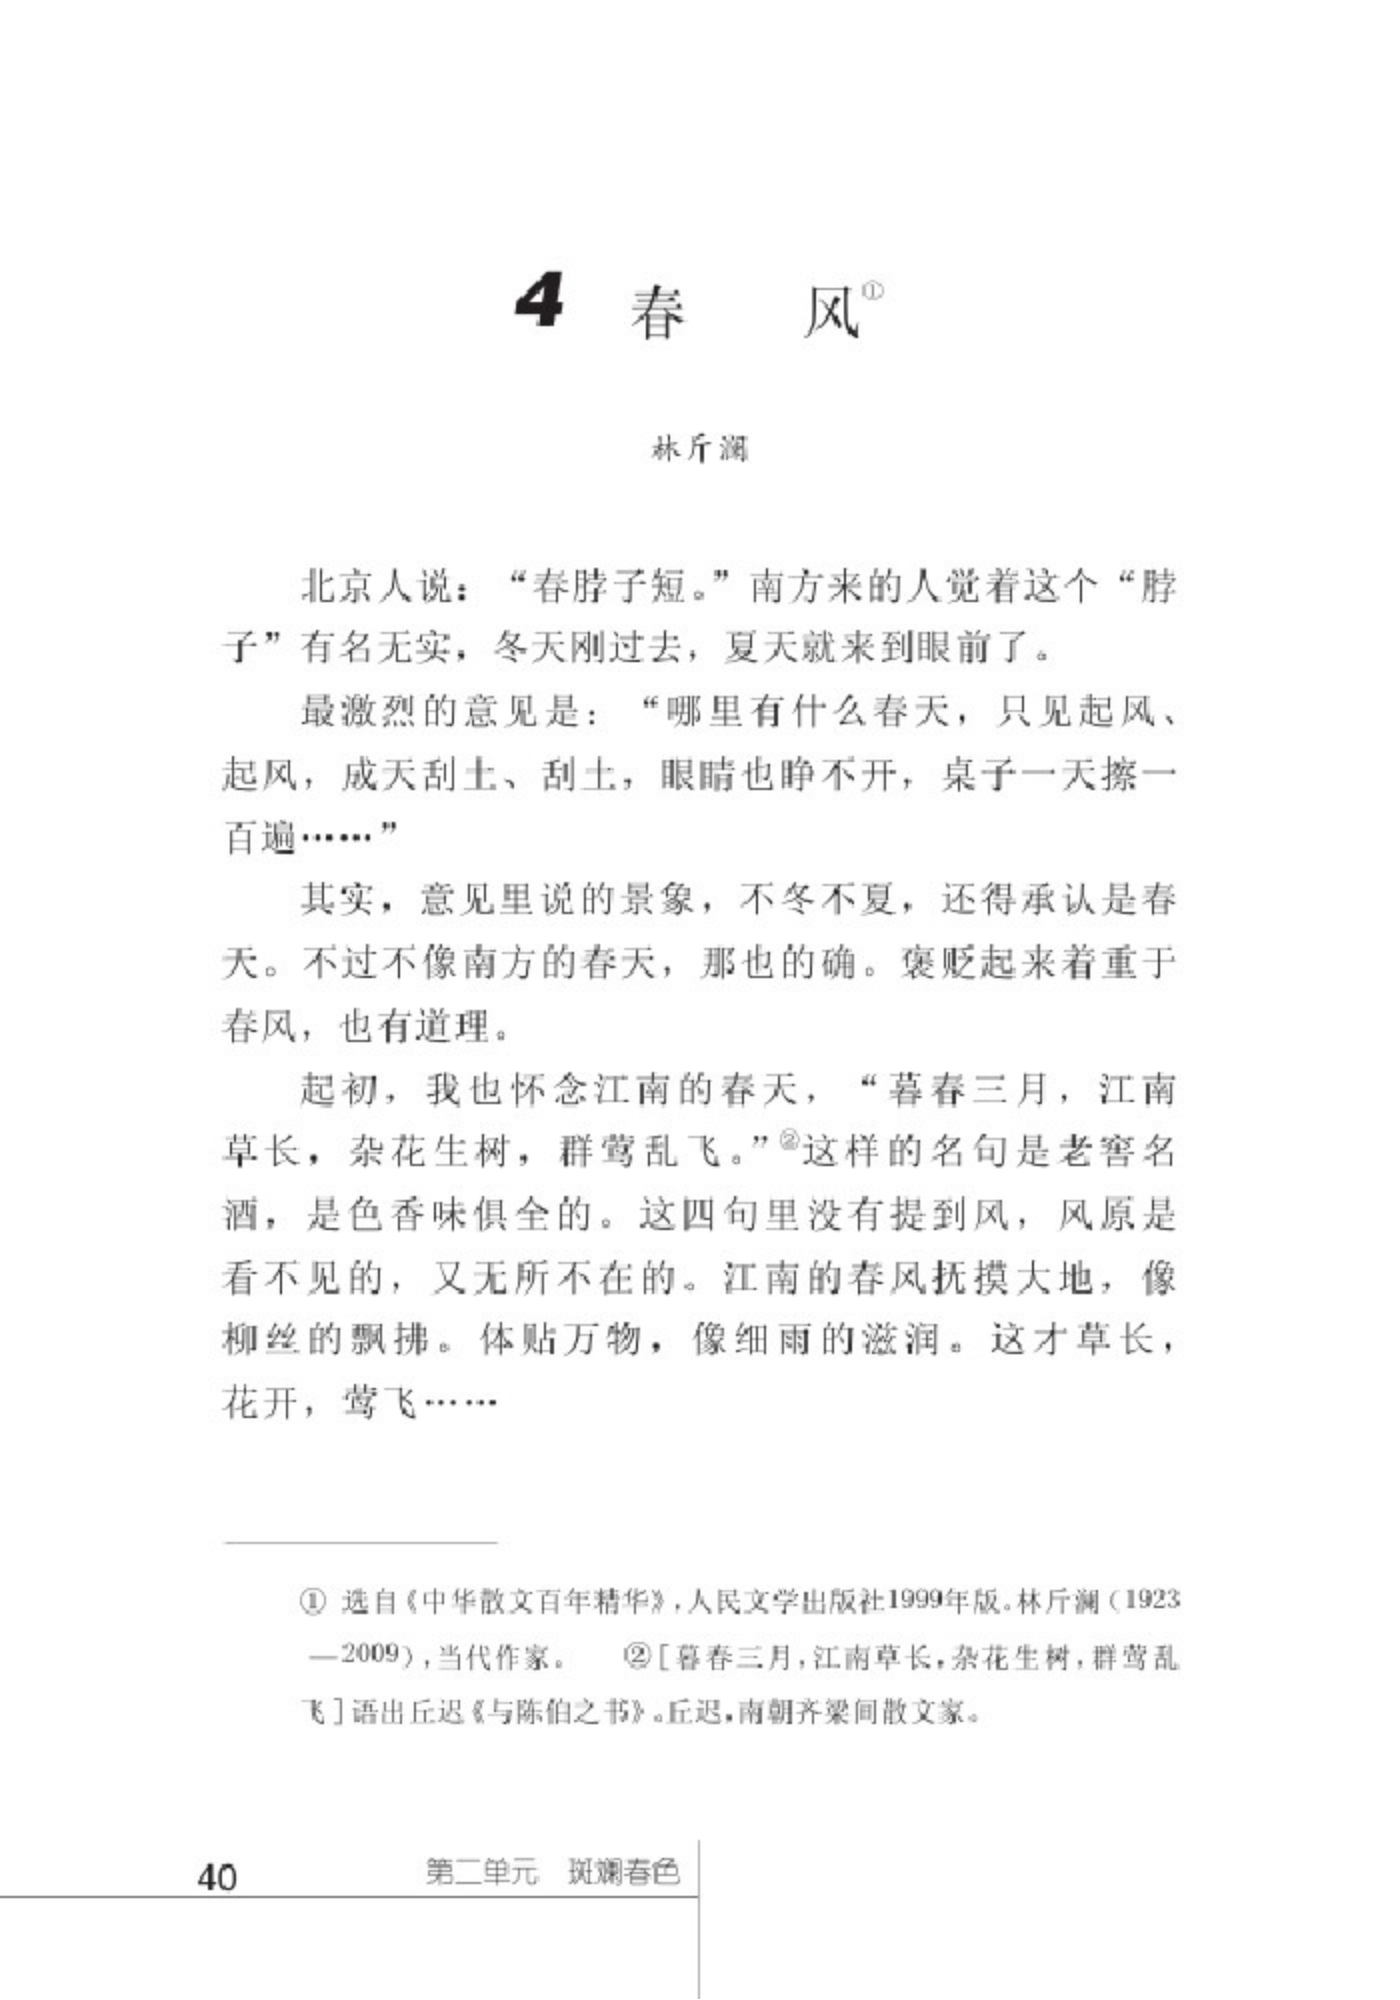 4 春 风①
林斤澜
北京人说：“春脖子短。”南方来的人觉着这个“脖
子”有名无实，冬天刚过去，夏天就来到眼前了。
最激烈的意见是：“哪里有什么春天，只见起风、
起风，成天刮土、刮土，眼睛也睁不开，桌子一天擦一
百遍……”
其实，意见里说的景象，不冬不夏，还得承认是春
天。不过不像南方的春天，那也的确。褒贬起来着重于
春风，也有道理。
起初，我也怀念江南的春天，“暮春三月，江南
草长，杂花生树，群莺乱飞。”②这样的名句是老窖名
酒，是色香味俱全的。这四句里没有提到风，风原是
看不见的，又无所不在的。江南的春风抚摸大地，像
柳丝的飘拂。体贴万物，像细雨的滋润。这才草长，
花开，莺飞……
① 选自《中华散文百年精华》，人民文学出版社1999年版。林斤澜（1923
—2009），当代作家。 ②［暮春三月，江南草长，杂花生树，群莺乱
飞］语出丘迟《与陈伯之书》。丘迟，南朝齐梁间散文家。
40 第二单元 斑斓春色